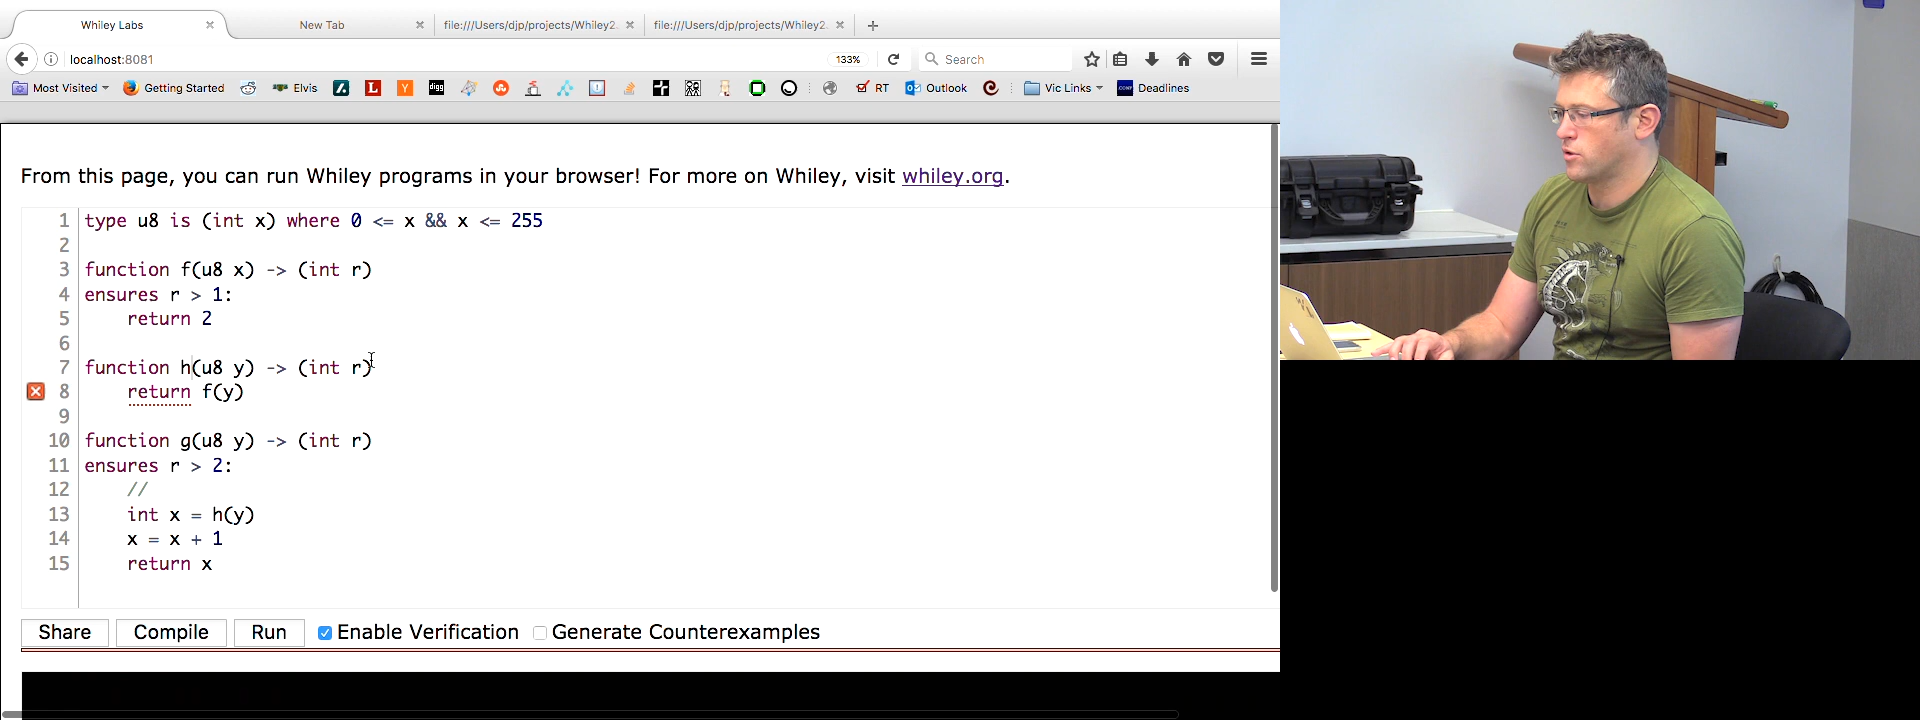 Whiley Labs
New Tab
file:///Users/djp/projects/Whiley2
file:///Users/djp/projects/Whiley2
localhost:8081
133%
Search
Most Visited
Getting Started
Elvis
digg
RT
Outlook
Vic Links
Deadlines
From this page, you can run Whiley programs in your browser! For more on Whiley, visit whiley.org.
1 type u8 is (int x) where 0 <= x && x <= 255
2
3 function f(u8 x) -> (int r)
4 ensures r > 1:
5 return 2
6
7 function h(u8 y) -> (int r)
8 return f(y)
9
10 function g(u8 y) -> (int r)
11 ensures r > 2:
12 //
13 int x = h(y)
14 x = x + 1
15 return x
Share
Compile
Run
Enable Verification
Generate Counterexamples